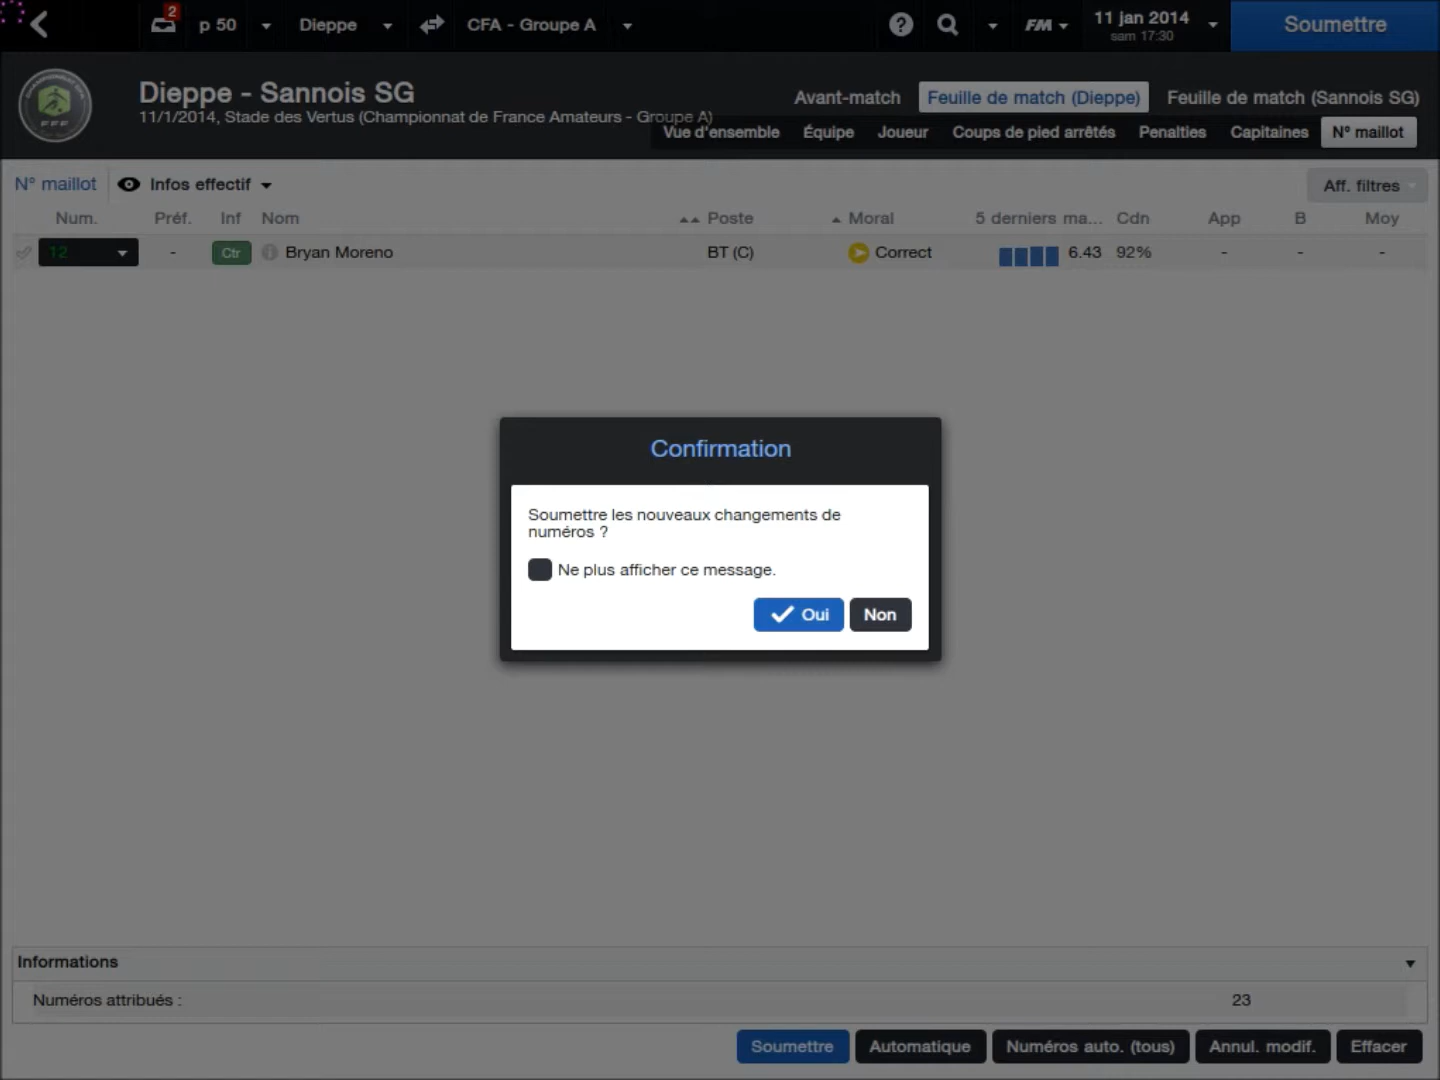 2
p 50
Dieppe
CFA - Groupe A
FM
11 jan 2014
sam 17:30
Soumettre
Dieppe - Sannois SG
11/1/2014, Stade des Vertus (Championnat de France Amateurs - Groupe A)
Avant-match
Feuille de match (Dieppe)
Feuille de match (Sannois SG)
Vue d'ensemble
Équipe
Joueur
Coups de pied arrêtés
Penalties
Capitaines
N° maillot
N° maillot
Infos effectif
Aff. filtres
Num. Préf. Inf Nom Poste Moral 5 derniers ma... Cdn App B Moy
12 - Ctr Bryan Moreno BT (C) Correct 6.43 92% - - -
Confirmation
Soumettre les nouveaux changements de
numéros ?
Ne plus afficher ce message.
Oui
Non
Informations
Numéros attribués : 23
Soumettre
Automatique
Numéros auto. (tous)
Annul. modif.
Effacer